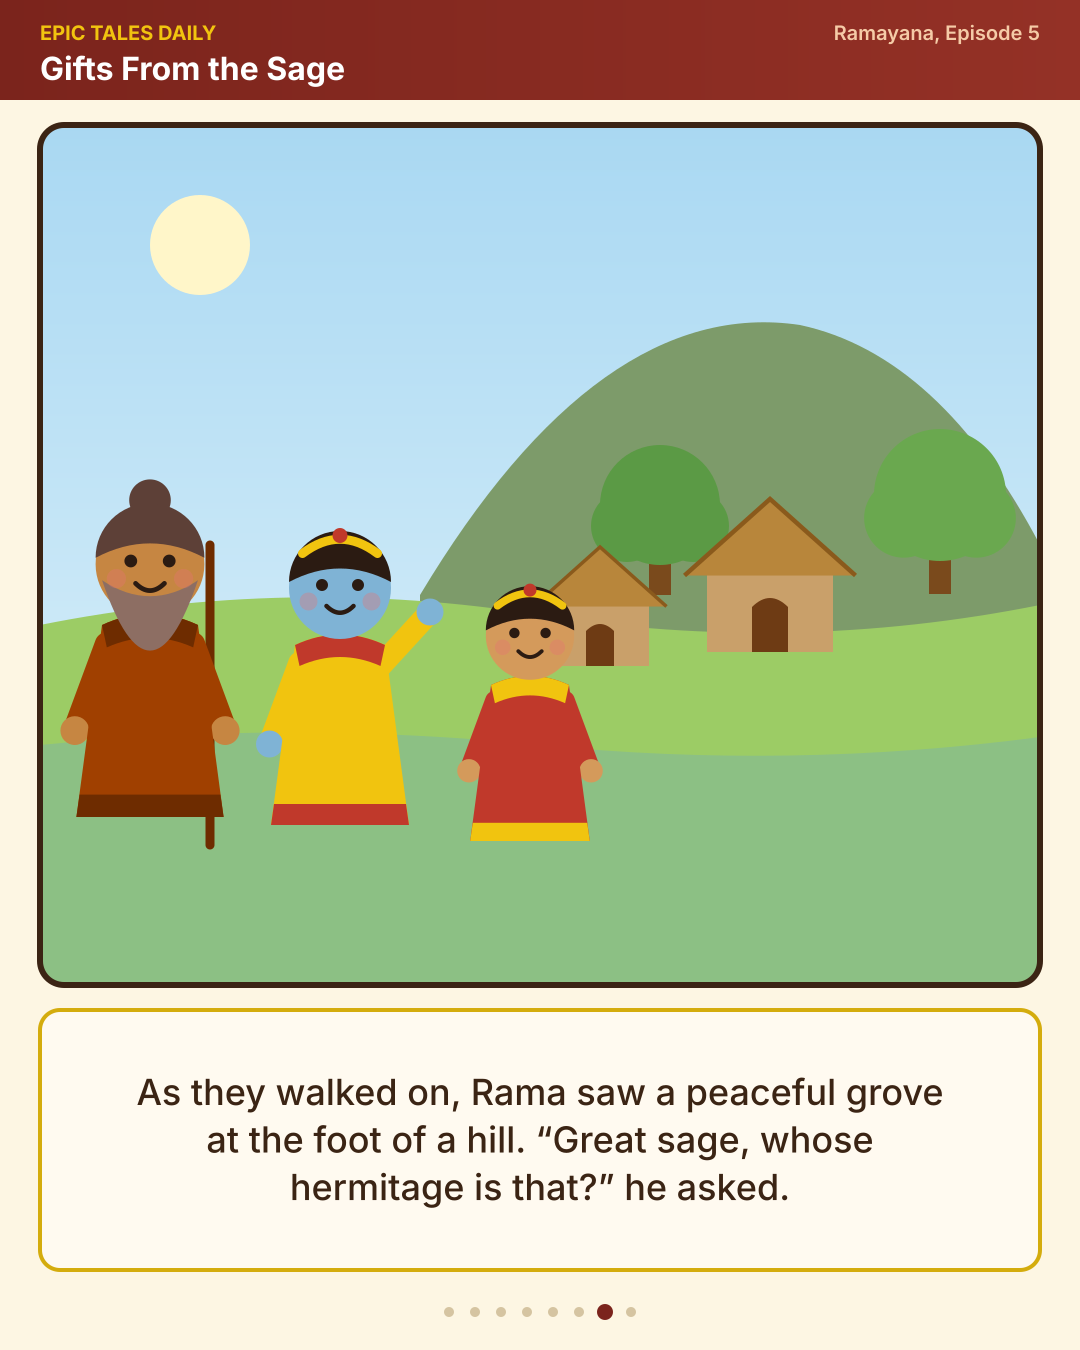 EPIC TALES DAILY
Ramayana, Episode 5
Gifts From the Sage
As they walked on, Rama saw a peaceful grove
at the foot of a hill. “Great sage, whose
hermitage is that?” he asked.